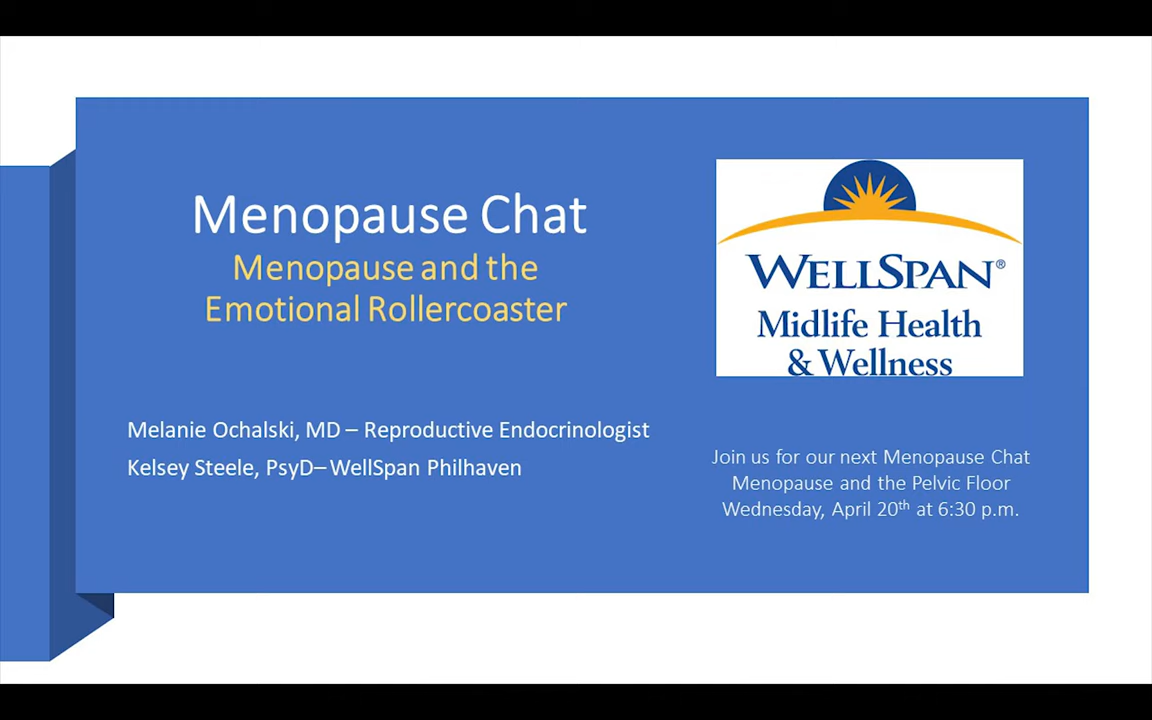 Menopause Chat
Menopause and the
Emotional Rollercoaster
Melanie Ochalski, MD – Reproductive Endocrinologist
Kelsey Steele, PsyD– WellSpan Philhaven
WELLSPAN®
Midlife Health
& Wellness
Join us for our next Menopause Chat
Menopause and the Pelvic Floor
Wednesday, April 20th at 6:30 p.m.